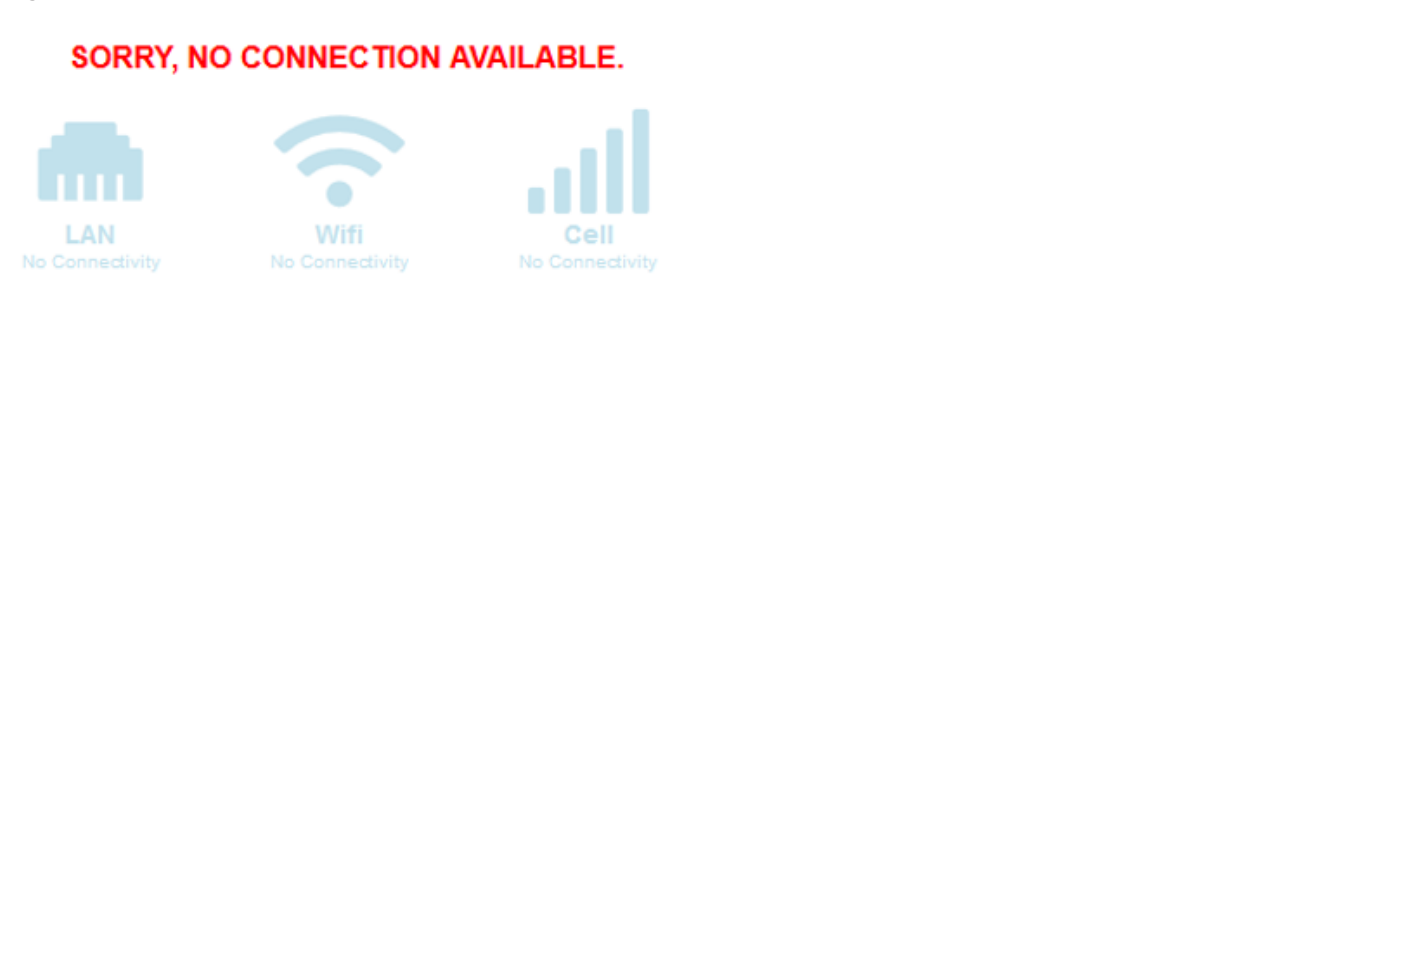 SORRY, NO CONNECTION AVAILABLE.
LAN
No Connectivity
Wifi
No Connectivity
Cell
No Connectivity